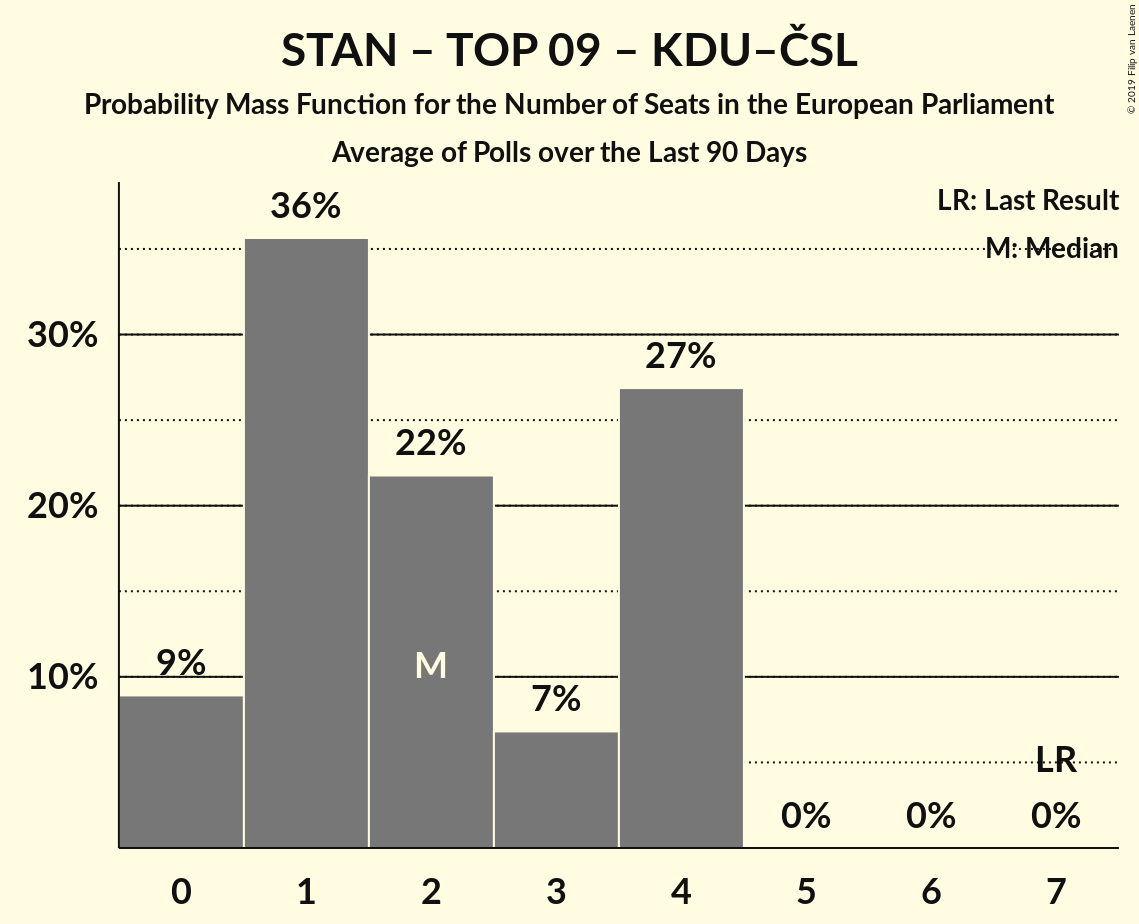 STAN – TOP 09 – KDU–ČSL
Probability Mass Function for the Number of Seats in the European Parliament
Average of Polls over the Last 90 Days
© 2019 Filip van Laenen
LR: Last Result
M: Median
36%
30%
27%
22%
20%
10%
9%
M
7%
LR
0% 0% 0%
0 1 2 3 4 5 6 7